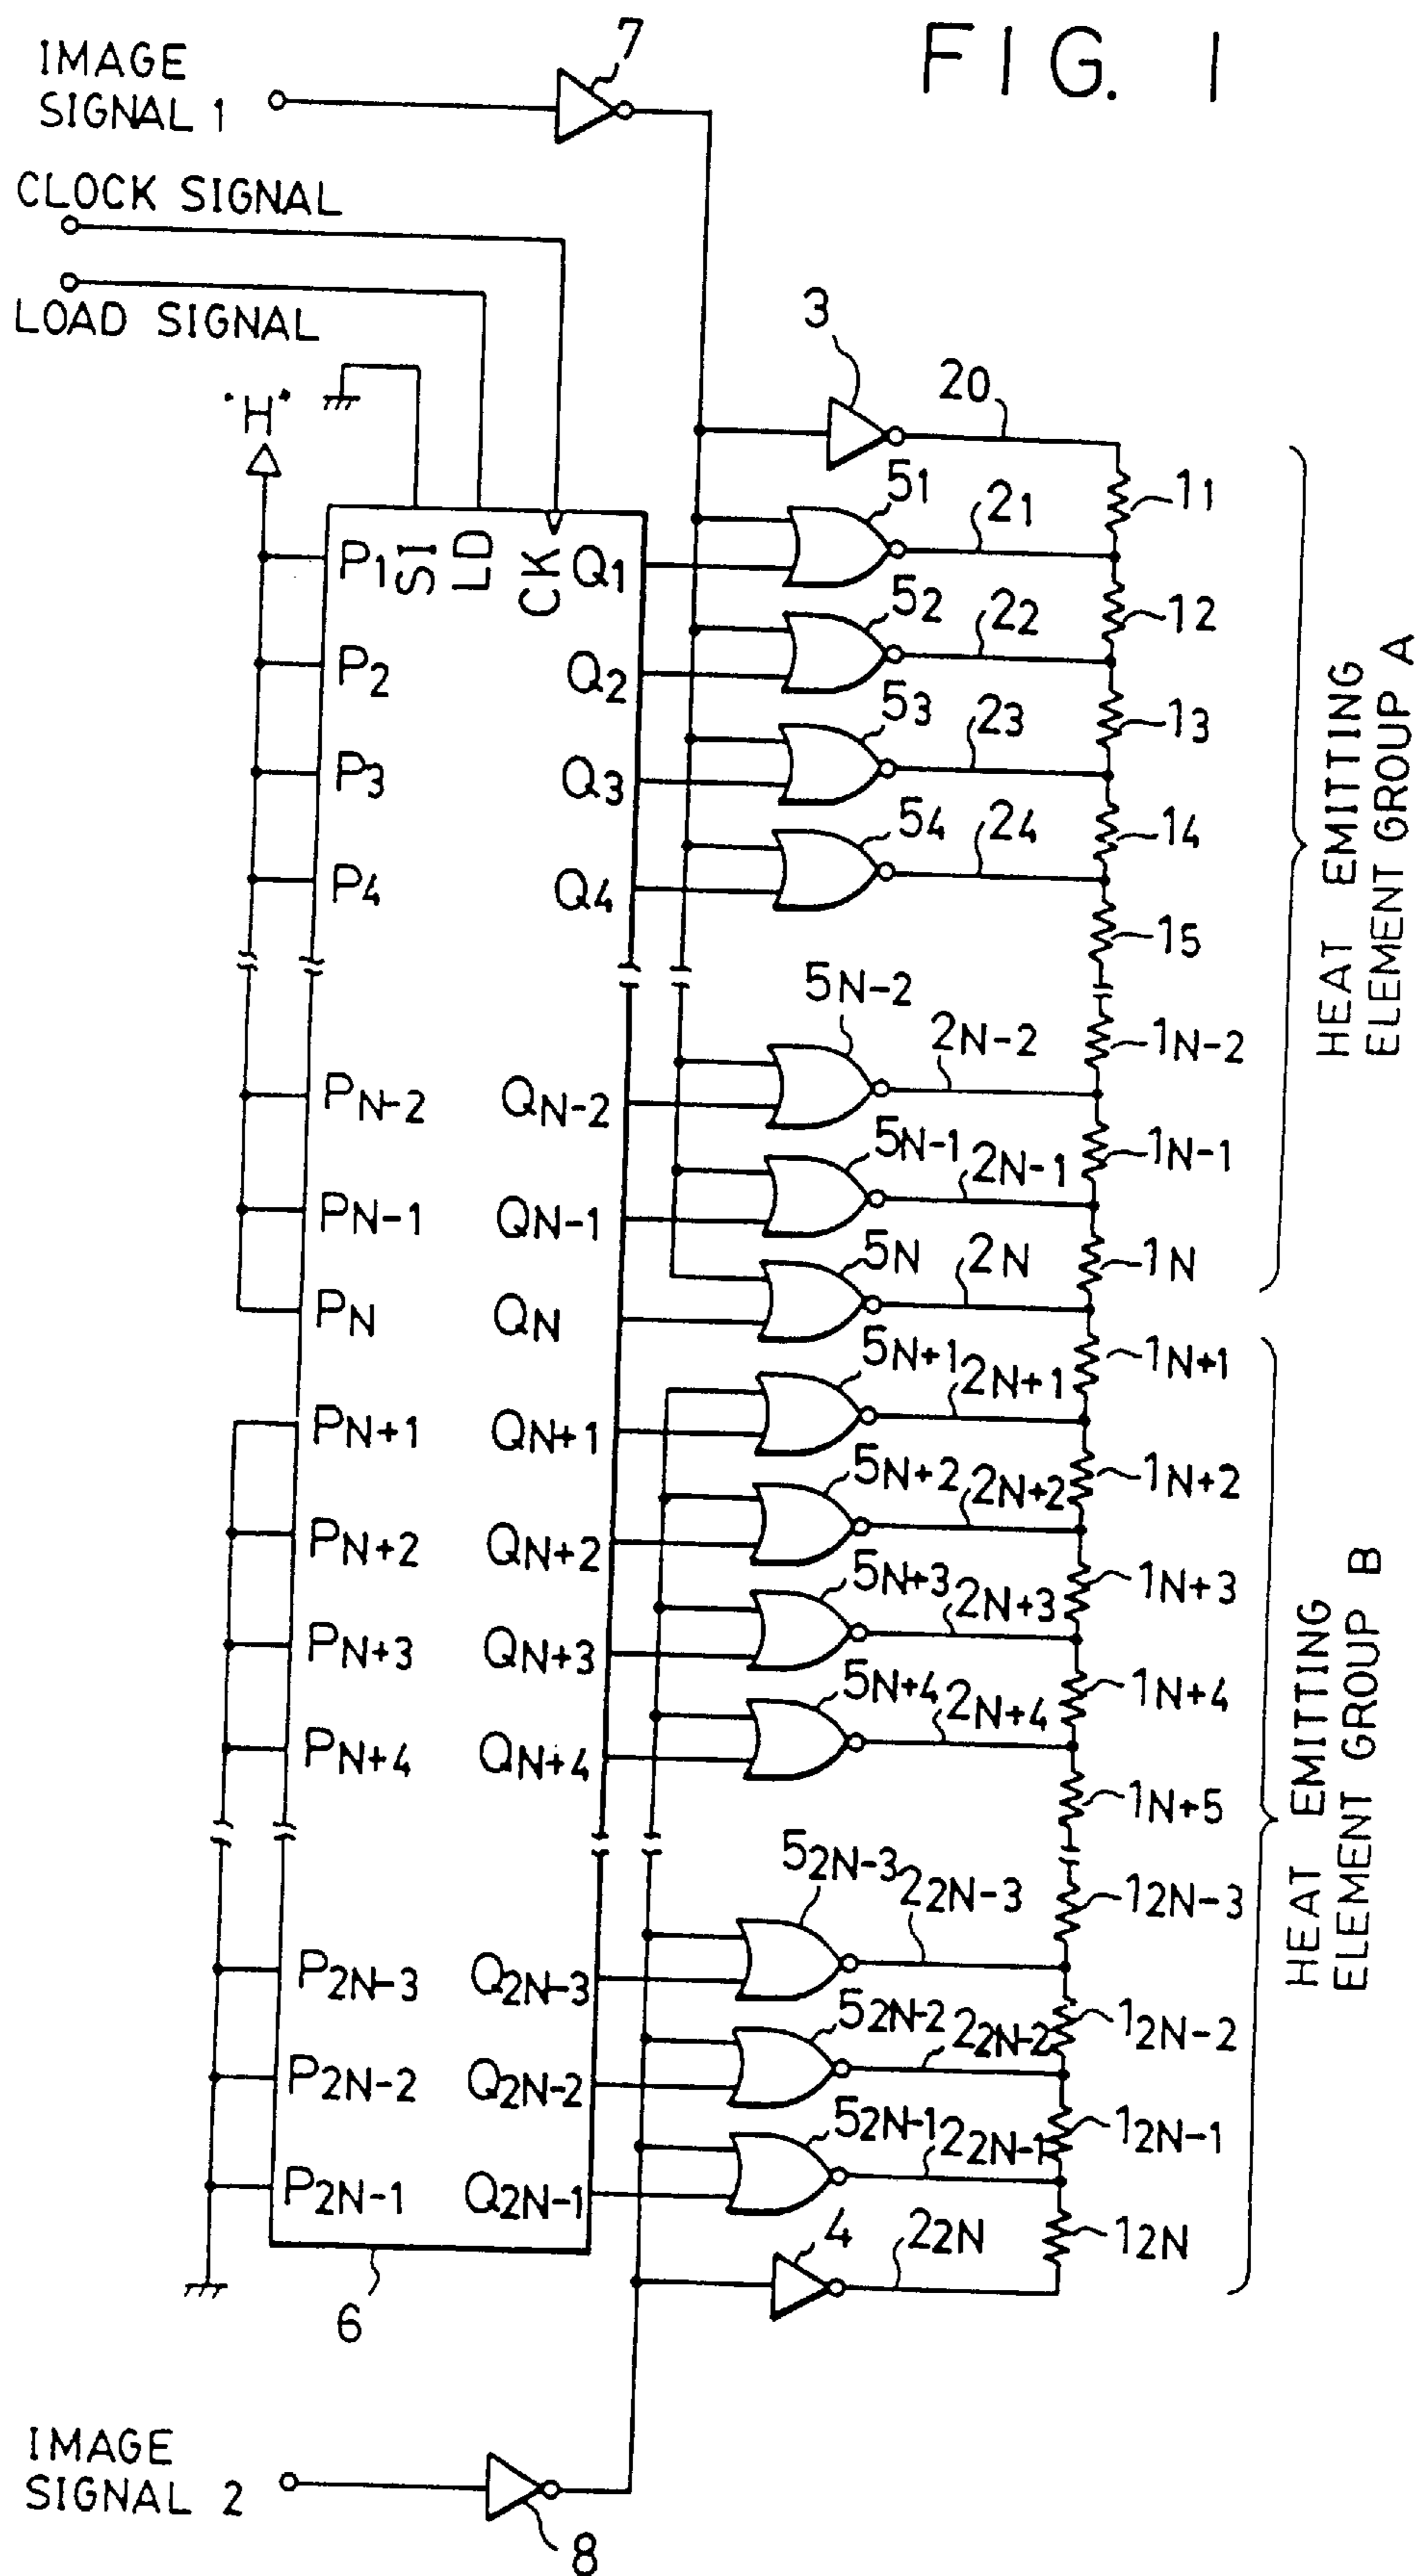 FIG. 1
IMAGE
SIGNAL 1
7
CLOCK SIGNAL
LOAD SIGNAL
"H"
3
20
P1
SI
LD
CK
Q1
51
21
11
P2
Q2
52
22
12
P3
Q3
53
23
13
P4
Q4
54
24
14
15
HEAT EMITTING
ELEMENT GROUP A
PN-2
QN-2
5N-2
2N-2
1N-2
PN-1
QN-1
5N-1
2N-1
1N-1
PN
QN
5N
2N
1N
PN+1
QN+1
5N+1
2N+1
1N+1
PN+2
QN+2
5N+2
2N+2
1N+2
PN+3
QN+3
5N+3
2N+3
1N+3
PN+4
QN+4
5N+4
2N+4
1N+4
1N+5
HEAT EMITTING
ELEMENT GROUP B
P2N-3
Q2N-3
52N-3
22N-3
12N-3
P2N-2
Q2N-2
52N-2
22N-2
12N-2
P2N-1
Q2N-1
52N-1
22N-1
12N-1
6
4
22N
12N
IMAGE
SIGNAL 2
8